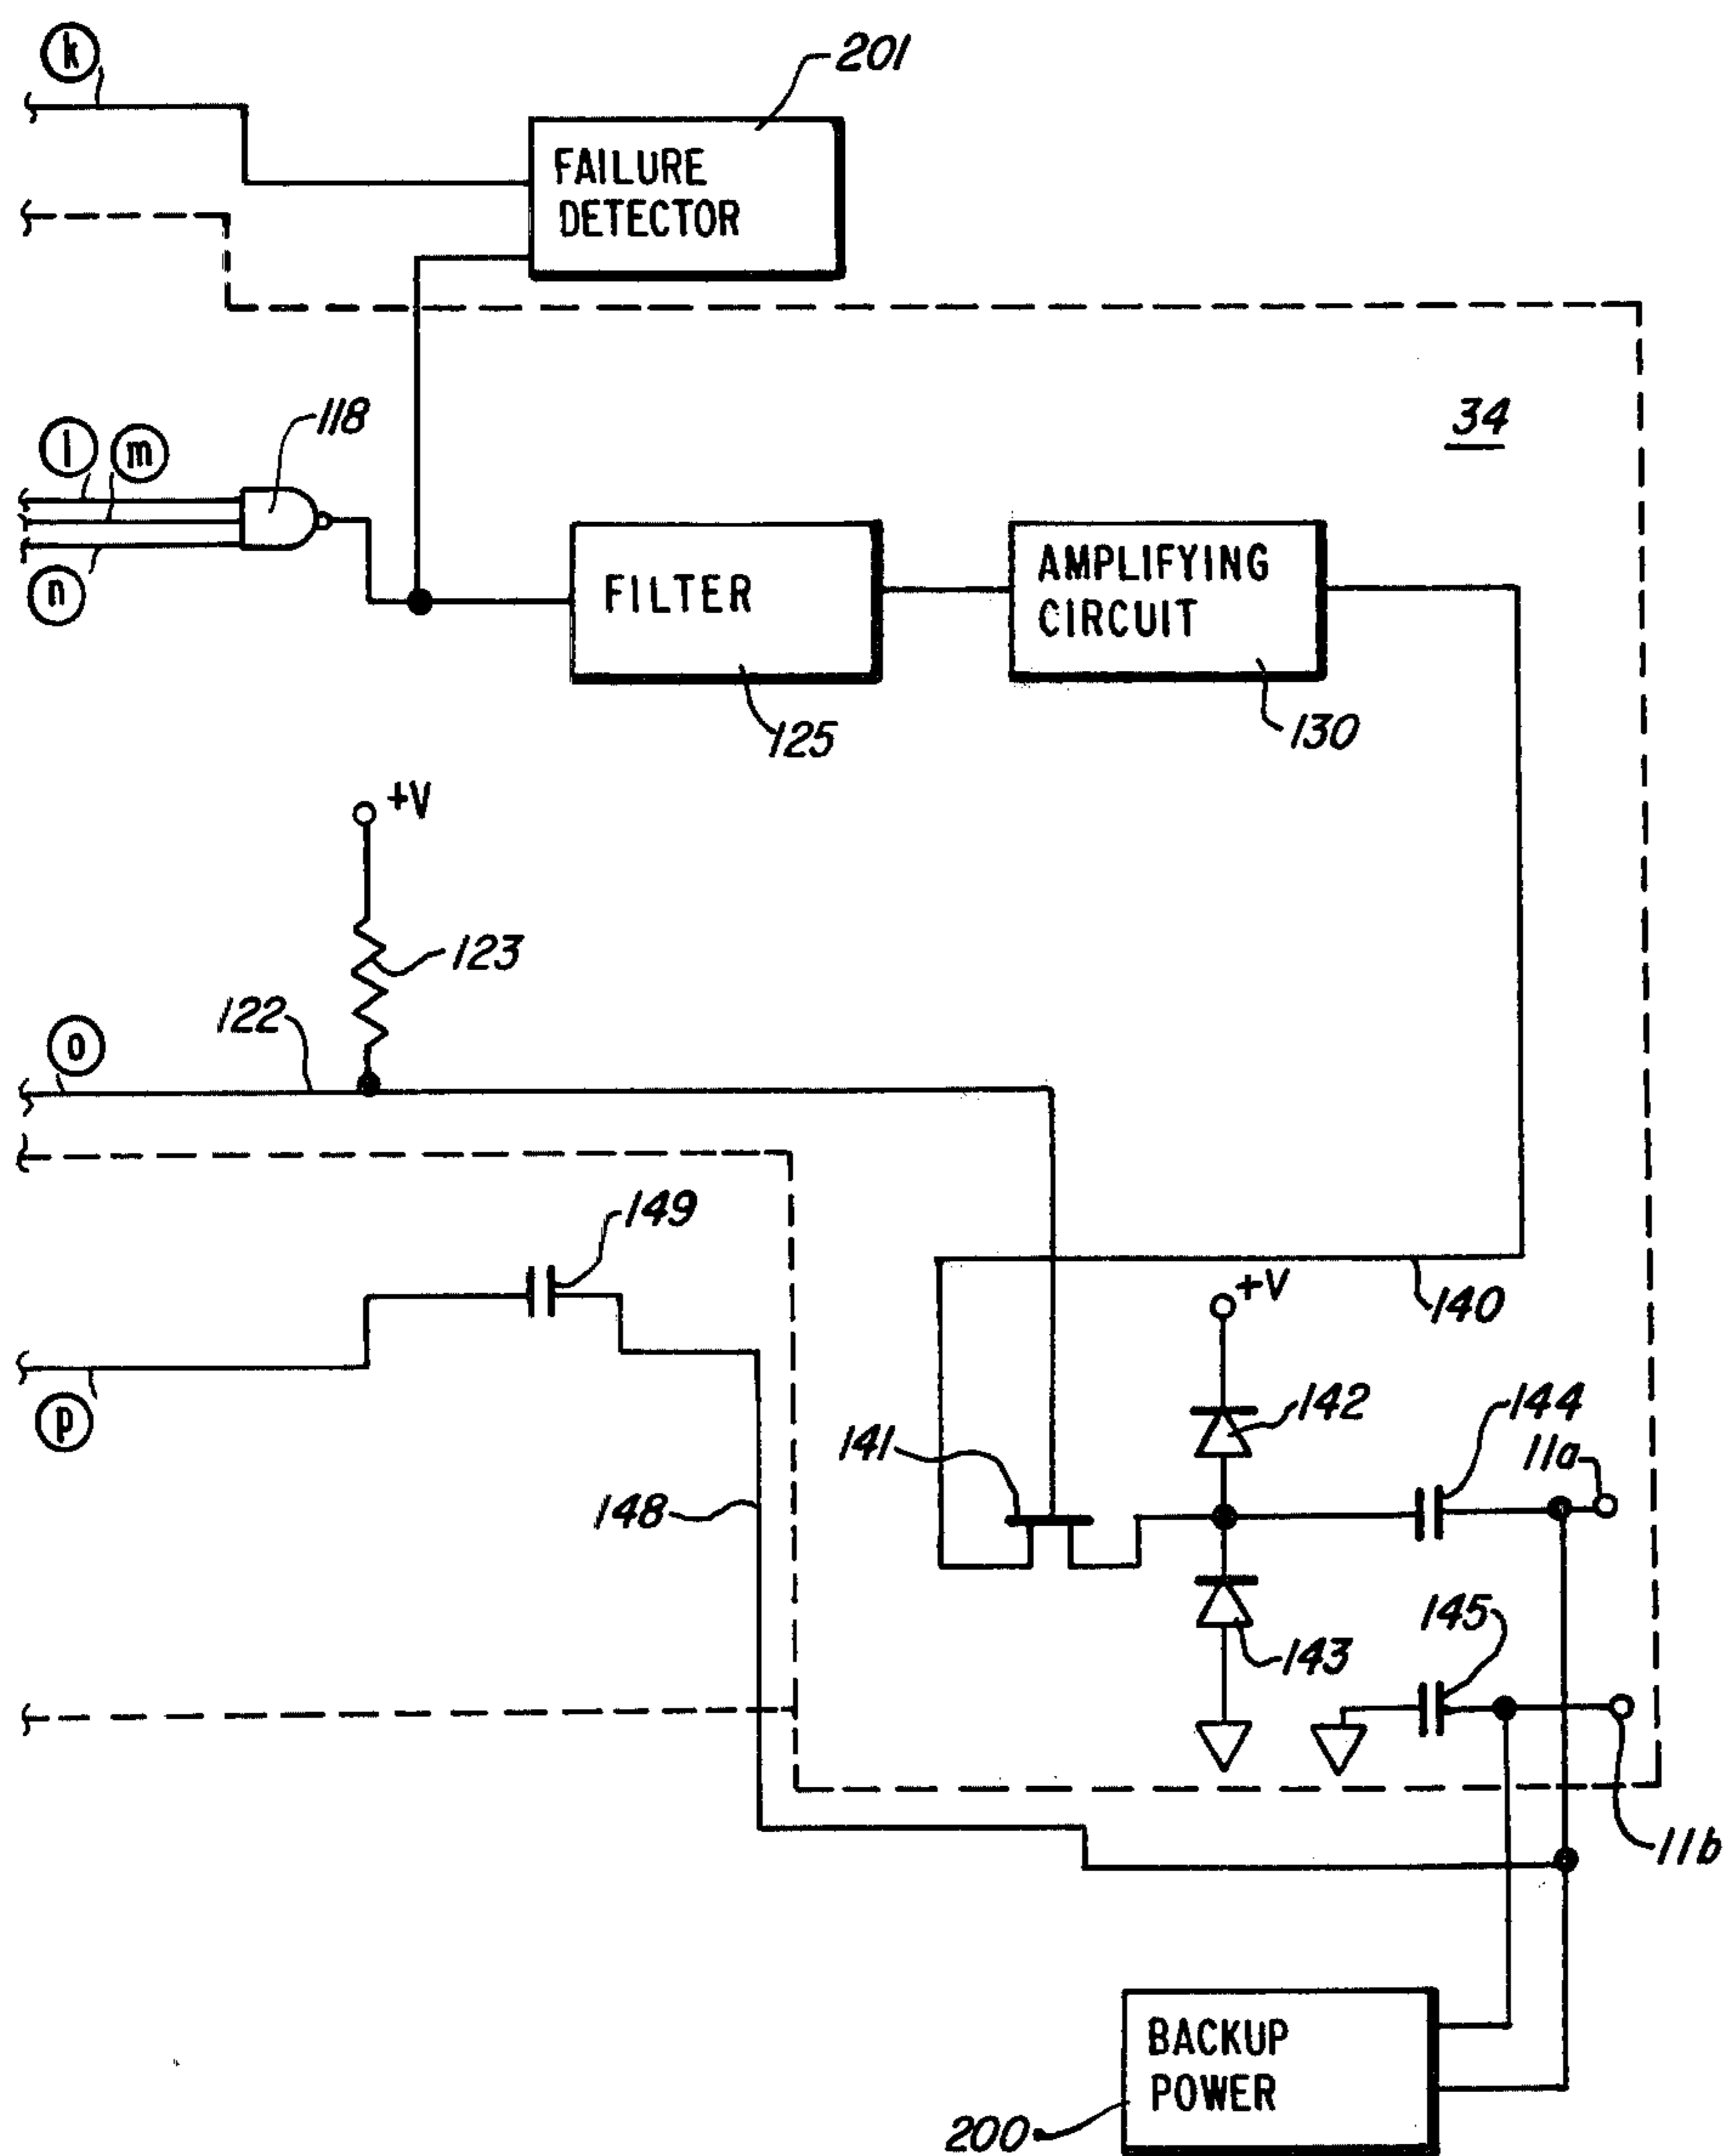 k
201
FAILURE
DETECTOR
118
l
m
34
n
FILTER
AMPLIFYING
CIRCUIT
125
130
+V
123
122
o
149
+V
140
p
142
144
11a
141
148
145
143
11b
BACKUP
POWER
200